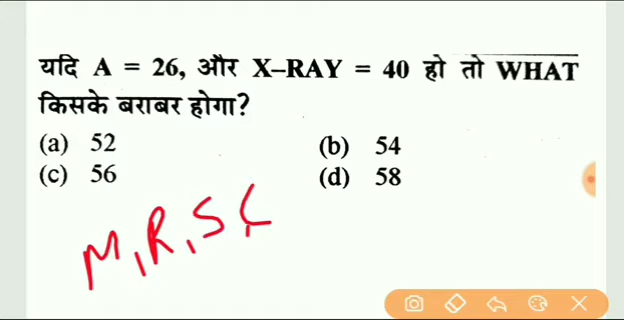 यदि A = 26, और X–RAY = 40 हो तो WHAT
किसके बराबर होगा?
(a) 52 (b) 54
(c) 56 (d) 58
M, R, S,